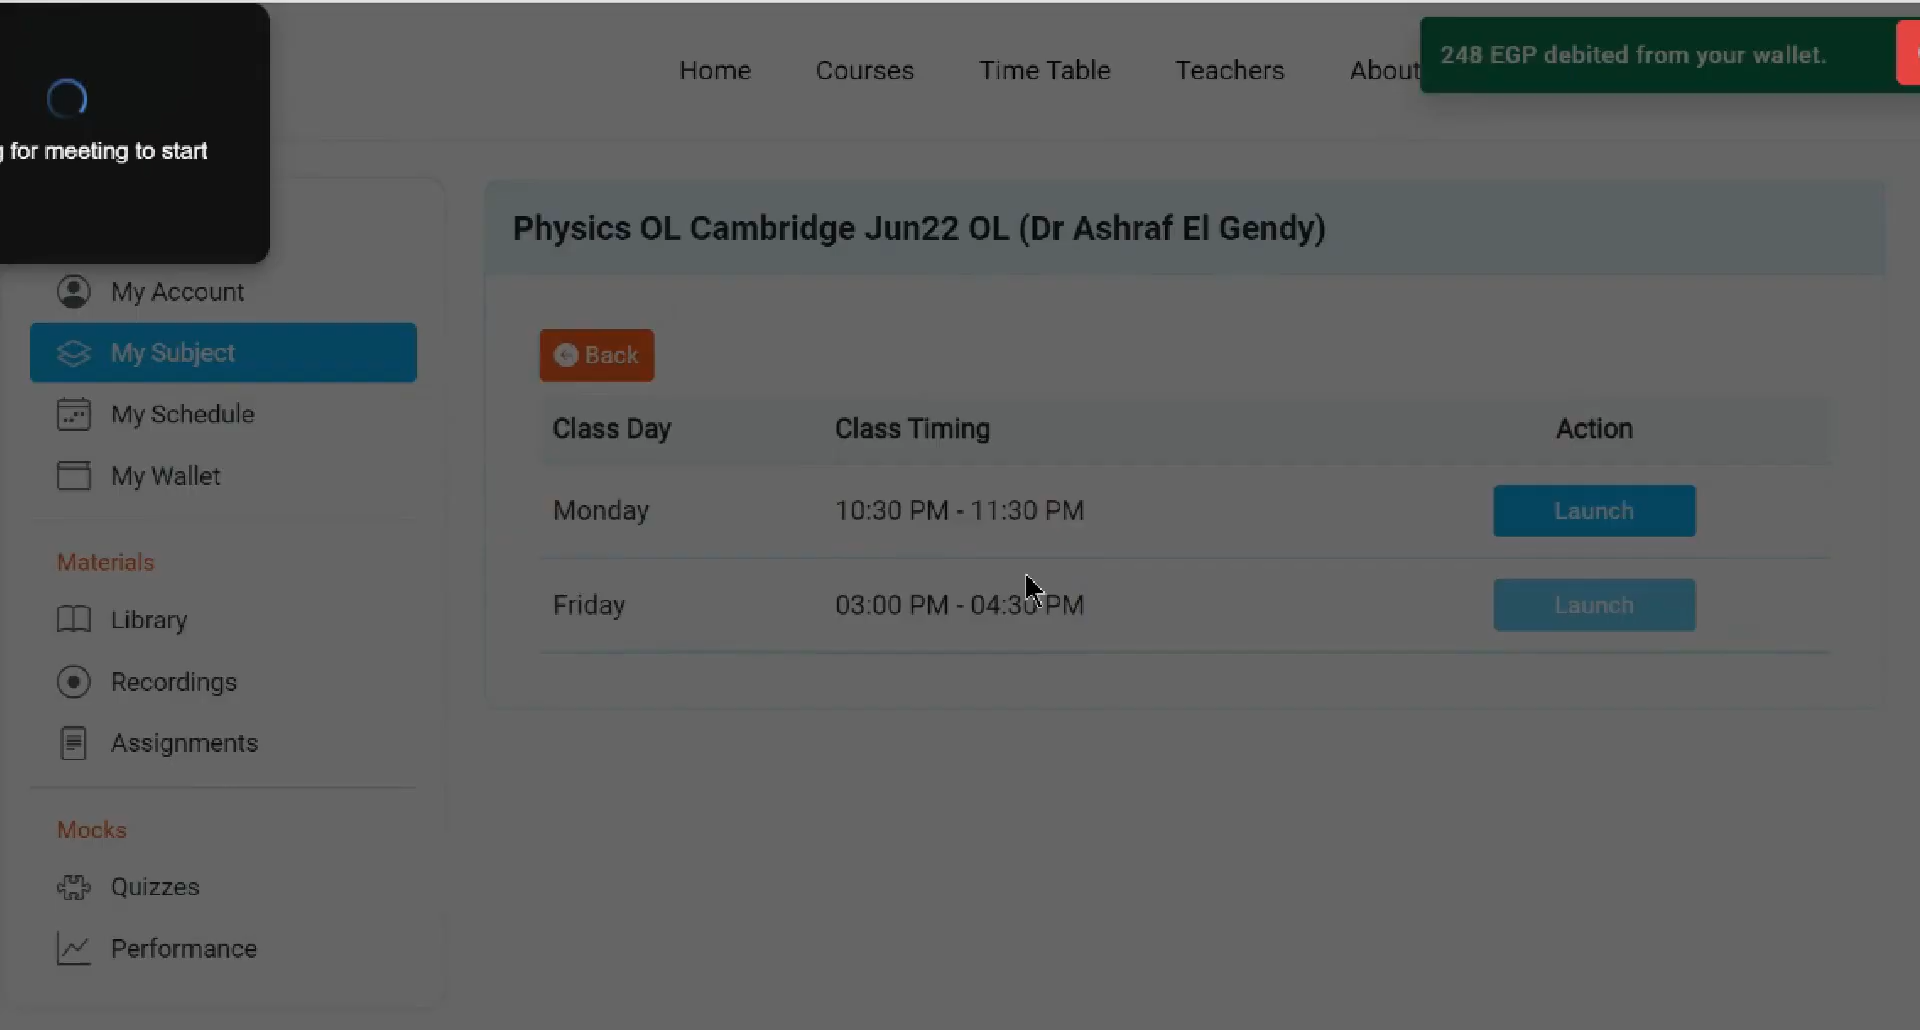 for meeting to start
Home Courses Time Table Teachers About
248 EGP debited from your wallet.
My Account
My Subject
My Schedule
My Wallet
Materials
Library
Recordings
Assignments
Mocks
Quizzes
Performance
Physics OL Cambridge Jun22 OL (Dr Ashraf El Gendy)
Back
Class Day Class Timing Action
Monday 10:30 PM - 11:30 PM Launch
Friday 03:00 PM - 04:30 PM Launch